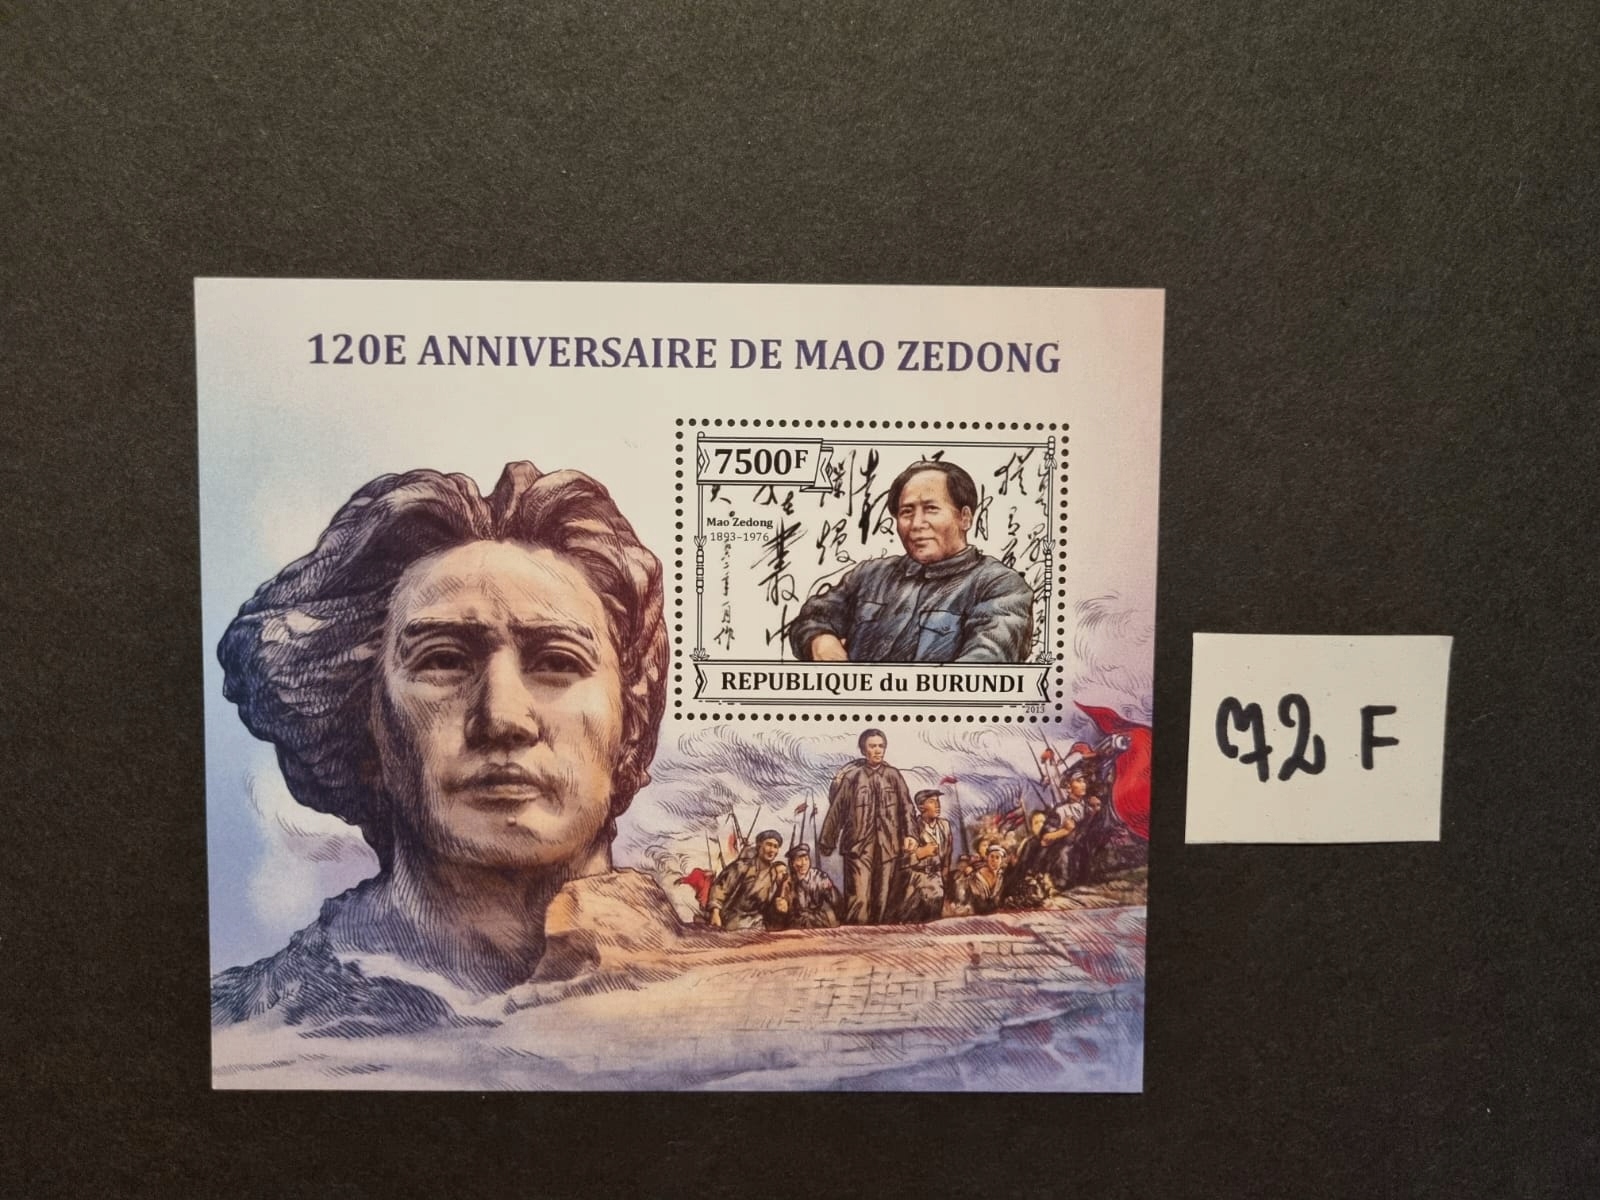 120E ANNIVERSAIRE DE MAO ZEDONG
7500F
Mao Zedong
1893-1976
REPUBLIQUE du BURUNDI
2013
72 F